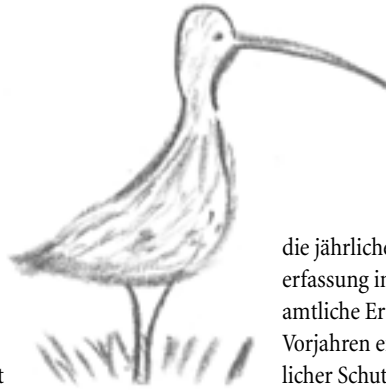 die jährliche
erfassung in
amtliche Er
Vorjahren e
licher Schut
t